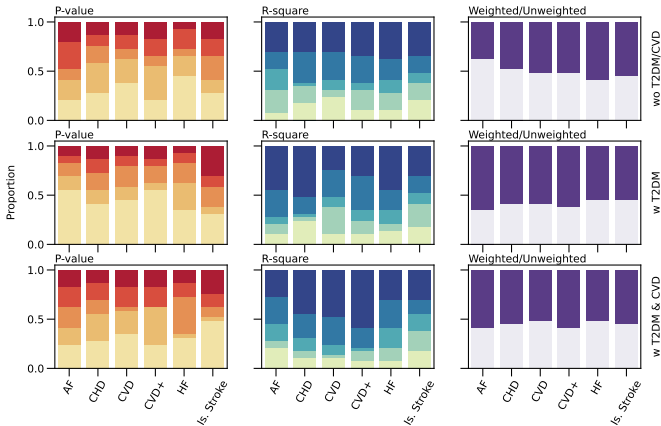 P-value
R-square
Weighted/Unweighted
1.0
0.5
0.0
wo T2DM/CVD
P-value
R-square
Weighted/Unweighted
1.0
0.5
0.0
Proportion
w T2DM
P-value
R-square
Weighted/Unweighted
1.0
0.5
0.0
w T2DM & CVD
AF CHD CVD CVD+ HF Is. Stroke
AF CHD CVD CVD+ HF Is. Stroke
AF CHD CVD CVD+ HF Is. Stroke